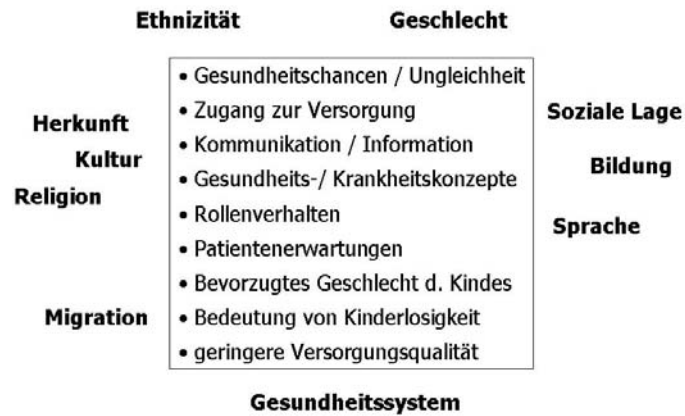 Ethnizität Geschlecht
• Gesundheitschancen / Ungleichheit
• Zugang zur Versorgung
Soziale Lage
Herkunft
• Kommunikation / Information
Kultur
Bildung
• Gesundheits-/ Krankheitskonzepte
Religion
• Rollenverhalten
Sprache
• Patientenerwartungen
• Bevorzugtes Geschlecht d. Kindes
Migration
• Bedeutung von Kinderlosigkeit
• geringere Versorgungsqualität
Gesundheitssystem